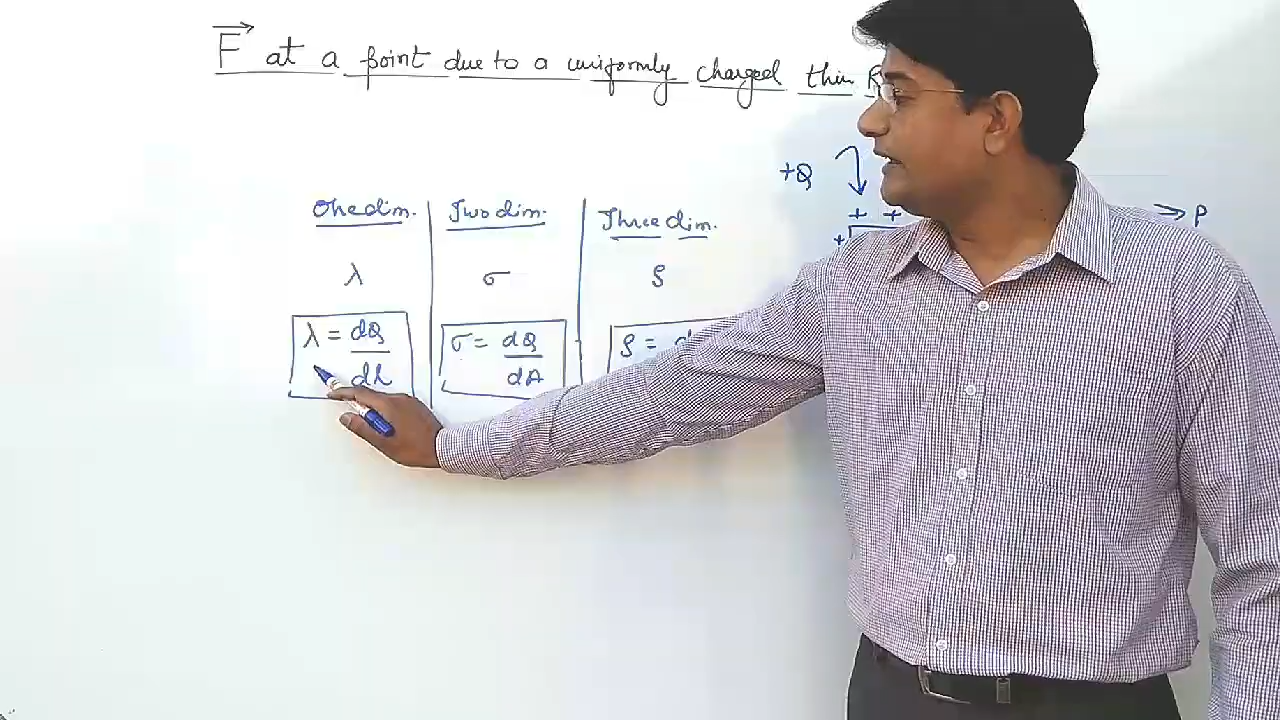 F at a point due to a uniformly charged thin
One dim. Two dim. Three dim.
λ σ ρ
λ = dQ/dl σ = dQ/dA ρ =
+Q
+ +
+
P